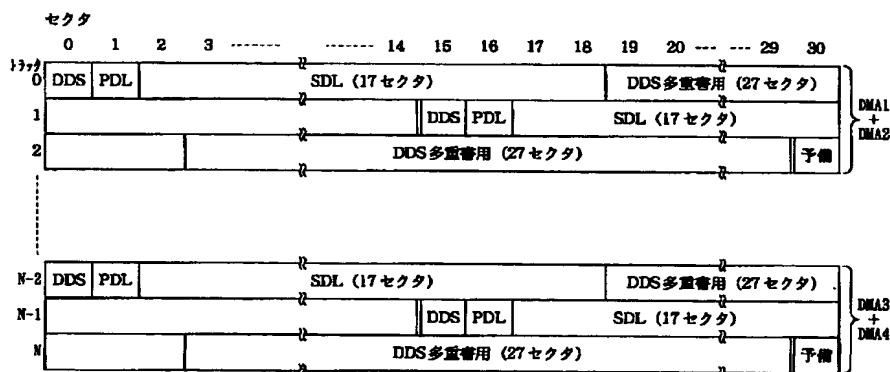 セクタ
0 1 2 3 14 15 16 17 18 19 20 29 30
トラック
0 DDS PDL SDL (17セクタ) DDS多重書用 (27セクタ)
1 DDS PDL SDL (17セクタ)
2 DDS多重書用 (27セクタ) 予備
DMA1
+
DMA2
N-2 DDS PDL SDL (17セクタ) DDS多重書用 (27セクタ)
N-1 DDS PDL SDL (17セクタ)
N DDS多重書用 (27セクタ) 予備
DMA3
+
DMA4